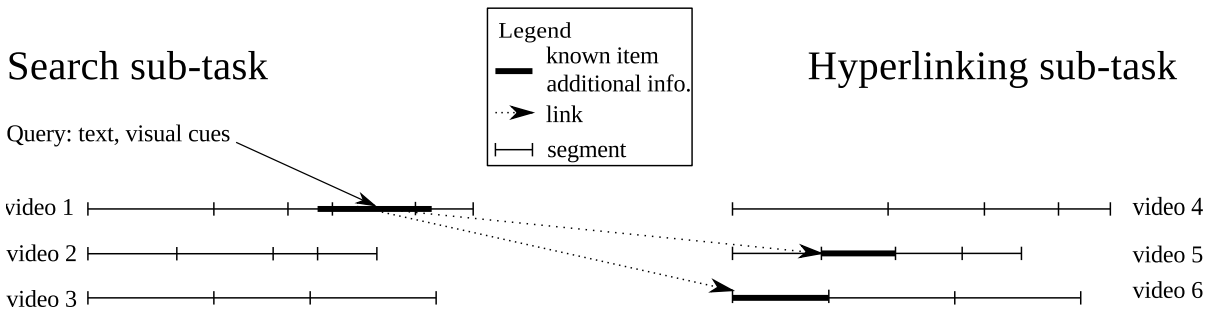 Legend
known item
additional info.
link
segment
Search sub-task
Hyperlinking sub-task
Query: text, visual cues
video 1
video 2
video 3
video 4
video 5
video 6